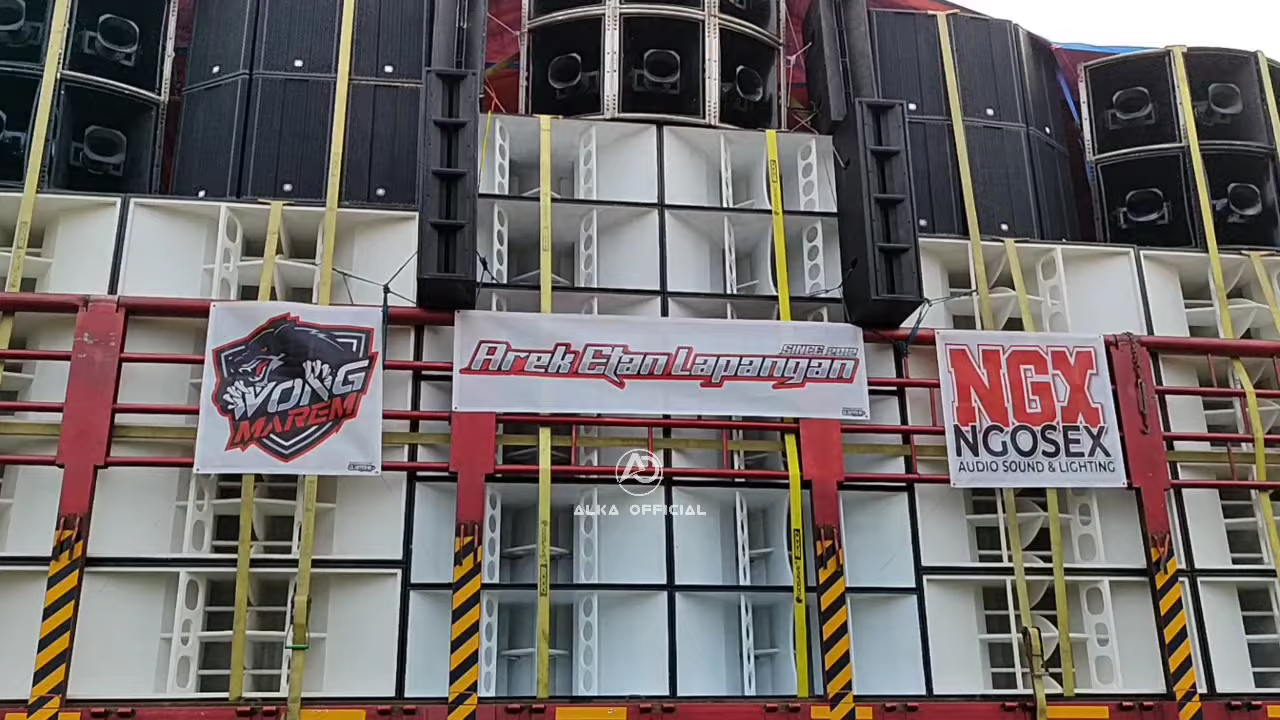 WONG
MAREM
Arek Etan Lapangan
SINCE 2012
NGX
NGOSEX
AUDIO SOUND & LIGHTING
ALKA OFFICIAL